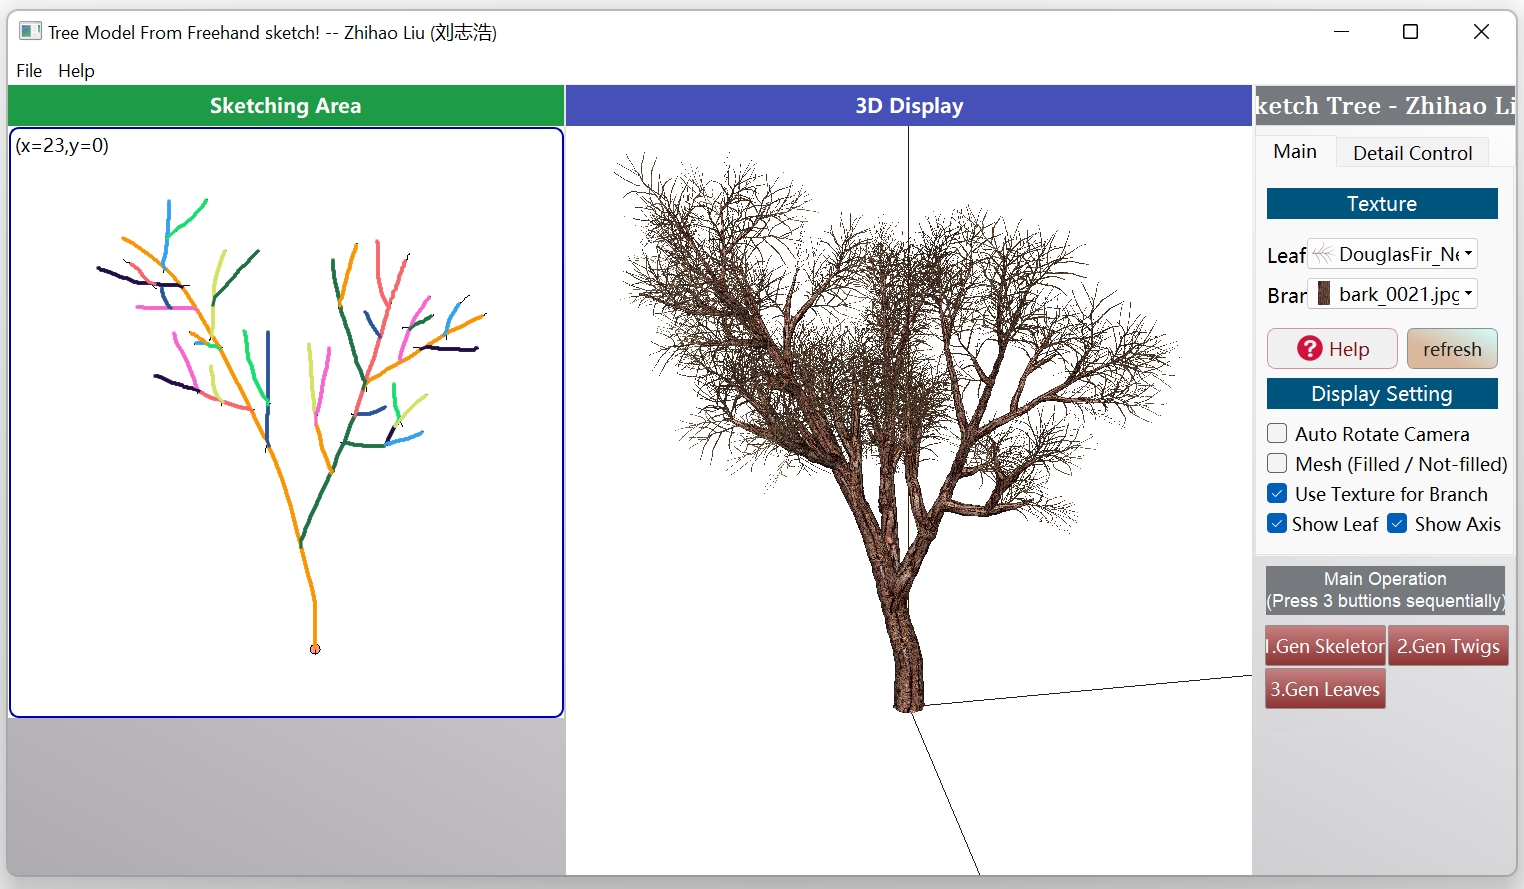 Tree Model From Freehand sketch! -- Zhihao Liu (刘志浩)
File Help
Sketching Area
3D Display
ketch Tree - Zhihao Li
(x=23,y=0)
Main
Detail Control
Texture
Leaf
DouglasFir_Ne
Brar
bark_0021.jpg
? Help
refresh
Display Setting
Auto Rotate Camera
Mesh (Filled / Not-filled)
Use Texture for Branch
Show Leaf
Show Axis
Main Operation
(Press 3 buttions sequentially)
1.Gen Skeletor
2.Gen Twigs
3.Gen Leaves